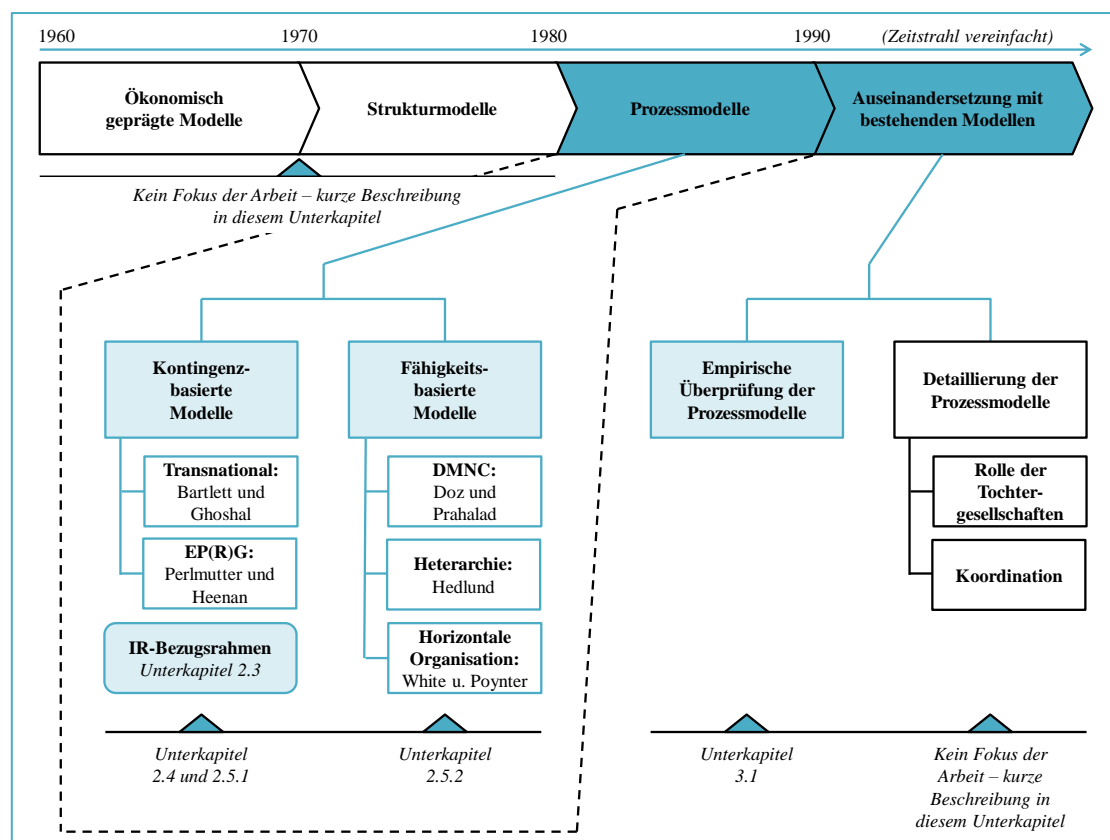 1960 1970 1980 1990 (Zeitstrahl vereinfacht)
Ökonomisch
geprägte Modelle
Strukturmodelle
Prozessmodelle
Auseinandersetzung mit
bestehenden Modellen
Kein Fokus der Arbeit – kurze Beschreibung
in diesem Unterkapitel
Kontingenz-
basierte
Modelle
Transnational:
Bartlett und
Ghoshal
EP(R)G:
Perlmutter und
Heenan
IR-Bezugsrahmen
Unterkapitel 2.3
Unterkapitel
2.4 und 2.5.1
Fähigkeits-
basierte
Modelle
DMNC:
Doz und
Prahalad
Heterarchie:
Hedlund
Horizontale
Organisation:
White u. Poynter
Unterkapitel
2.5.2
Empirische
Überprüfung der
Prozessmodelle
Unterkapitel
3.1
Detaillierung der
Prozessmodelle
Rolle der
Tochter-
gesellschaften
Koordination
Kein Fokus der
Arbeit – kurze
Beschreibung in
diesem Unterkapitel